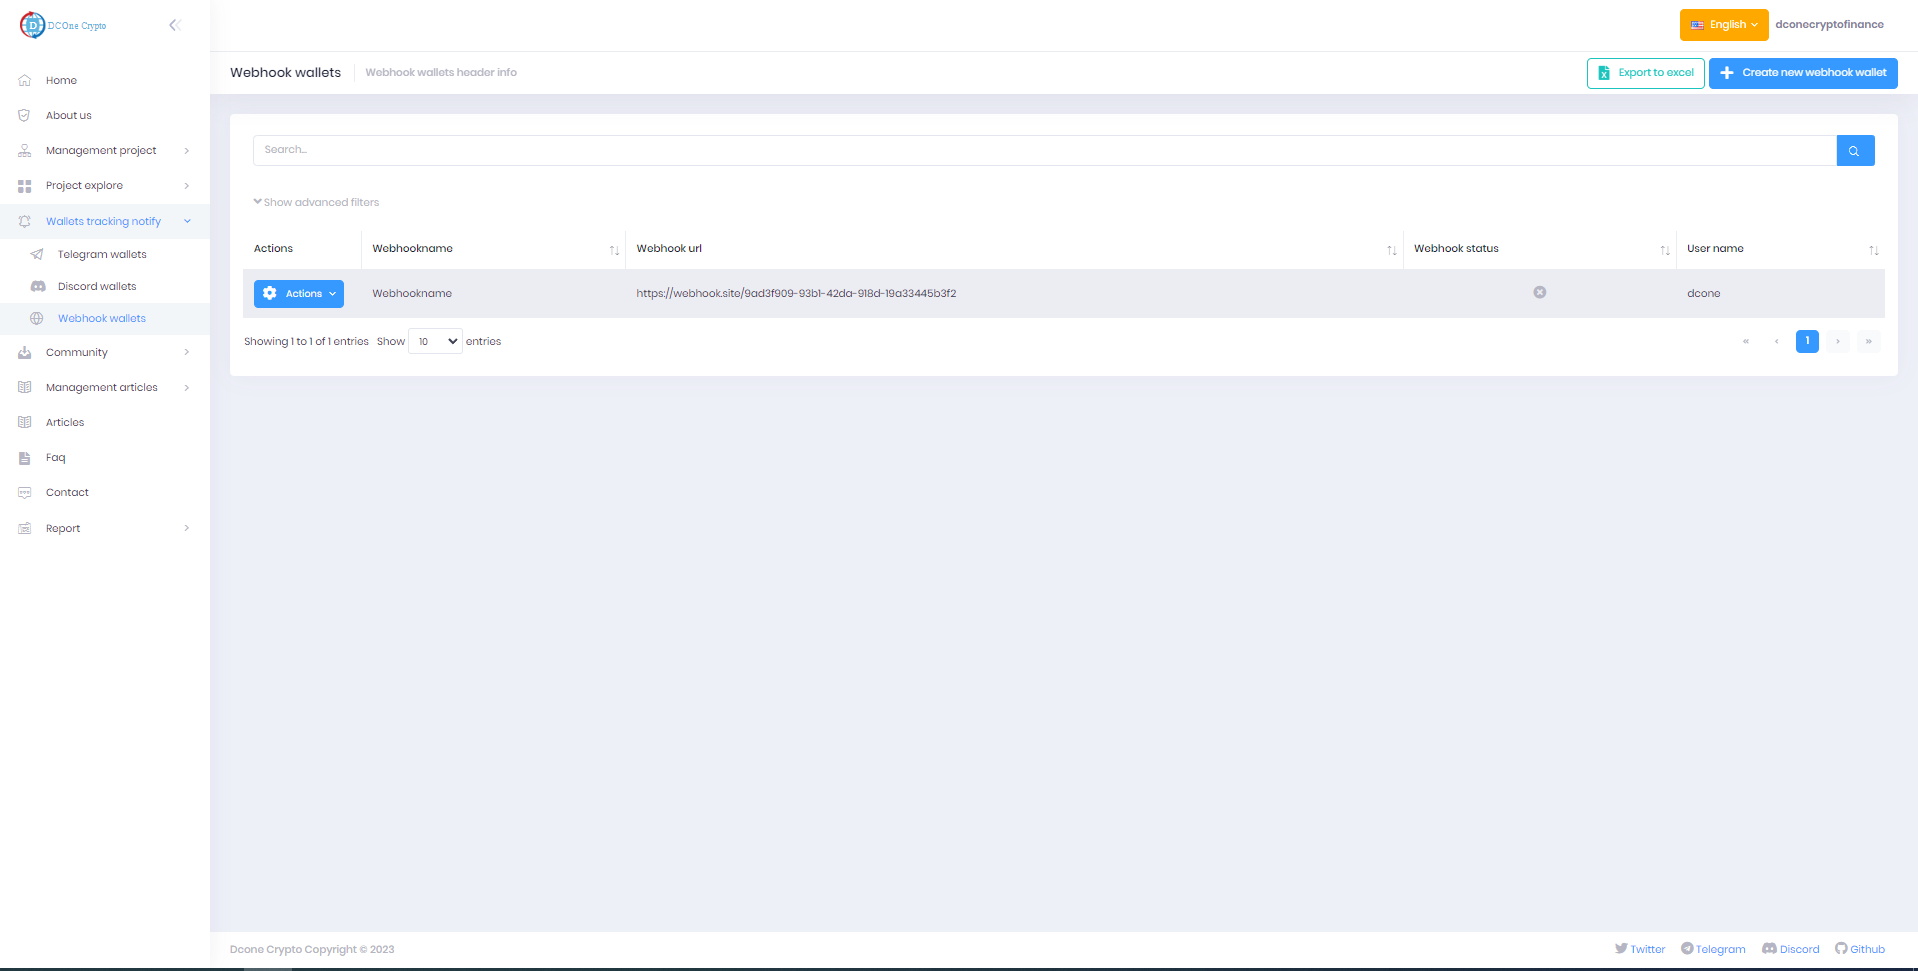 DCOne Crypto
English
dconecryptofinance
Webhook wallets
Webhook wallets header info
Export to excel
Create new webhook wallet
Home
About us
Management project
Project explore
Wallets tracking notify
Telegram wallets
Discord wallets
Webhook wallets
Community
Management articles
Articles
Faq
Contact
Report
Search...
Show advanced filters
Actions Webhookname Webhook url Webhook status User name
Actions Webhookname https://webhook.site/9ad3f909-93b1-42da-918d-19a33445b3f2 dcone
Showing 1 to 1 of 1 entries Show 10 entries
« ‹ 1 › »
Dcone Crypto Copyright © 2023
Twitter Telegram Discord Github